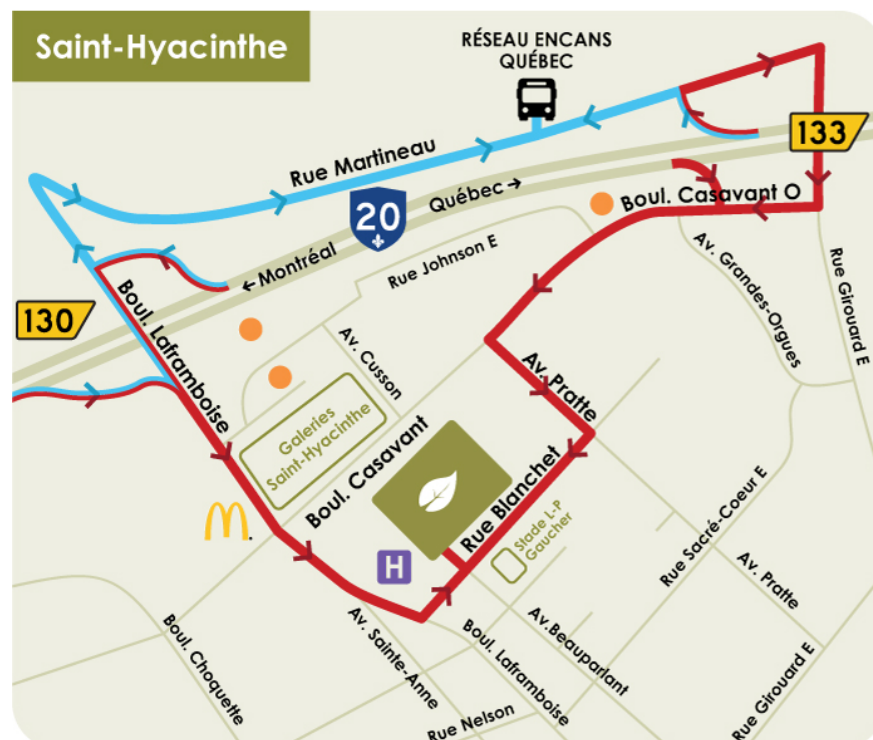 Saint-Hyacinthe
RÉSEAU ENCANS
QUÉBEC
133
Rue Martineau
20
Québec →
Boul. Casavant O
← Montréal
Rue Johnson E
Av. Grandes-Orgues
Rue Girouard E
130
Boul. Laframboise
Av. Cusson
Av. Pratte
Galeries
Saint-Hyacinthe
Boul. Casavant
Rue Blanchet
Stade L-P
Gaucher
H
Rue Sacré-Coeur E
Av. Pratte
Boul. Choquette
Av. Sainte-Anne
Boul. Laframboise
Av.Beauparlant
Rue Nelson
Rue Girouard E